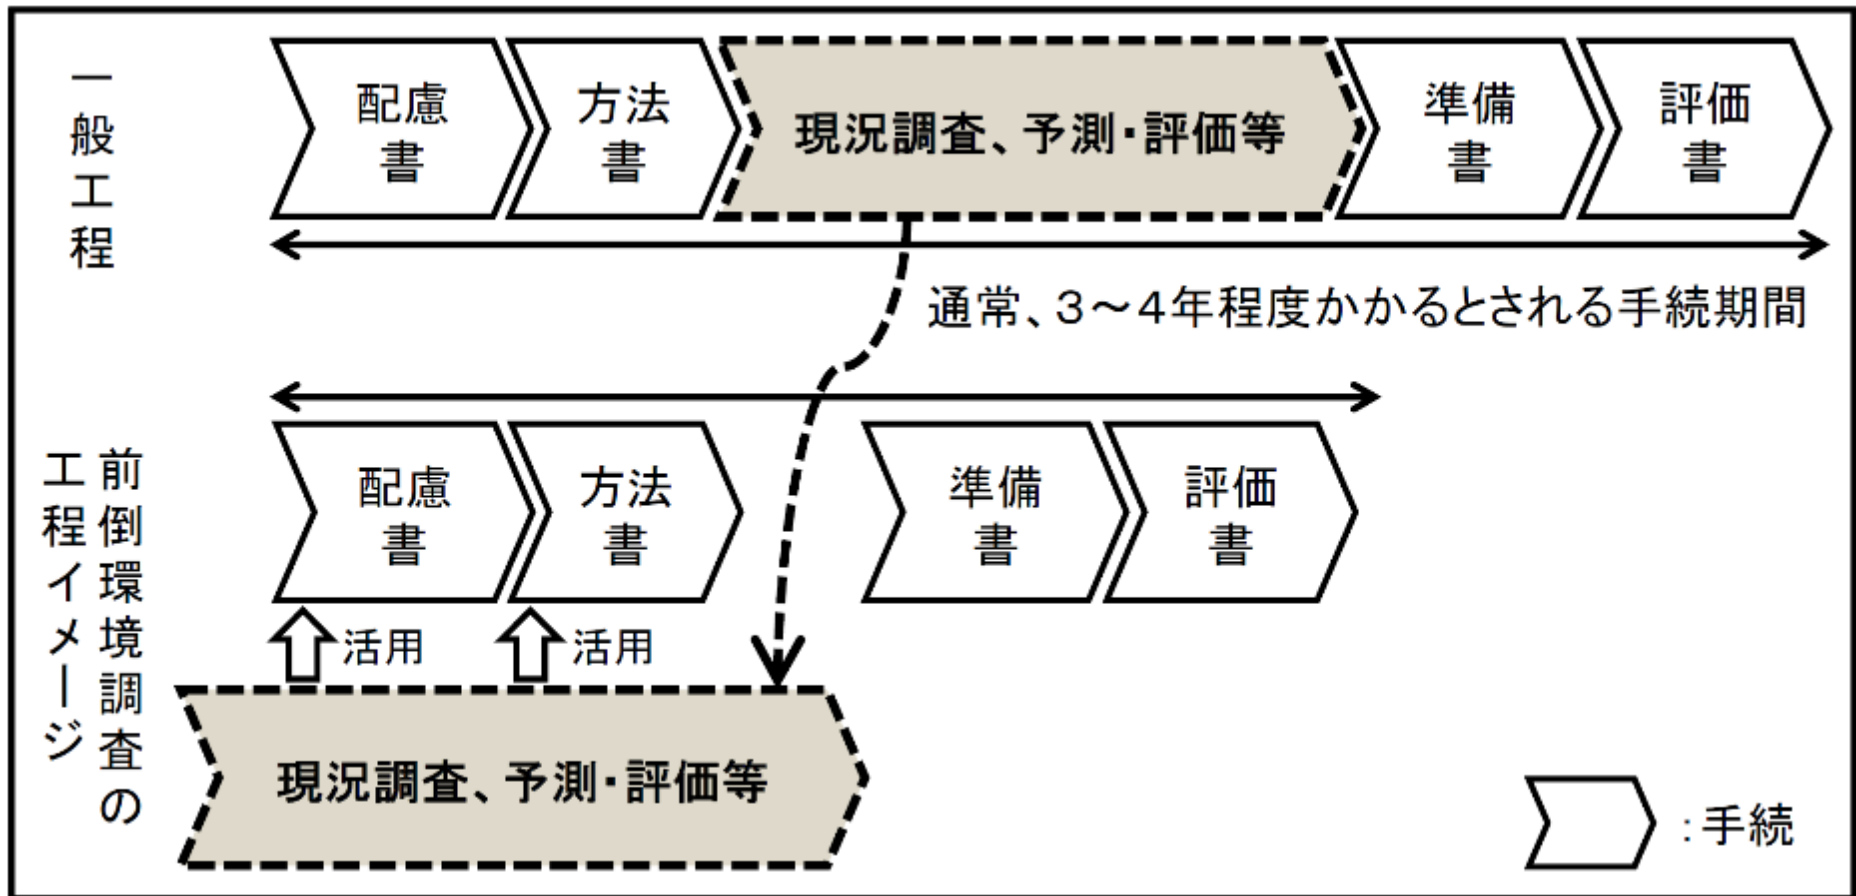 一般工程
配慮
書
方法
書
現況調査、予測・評価等
準備
書
評価
書
通常、３～４年程度かかるとされる手続期間
前倒環境調査の
工程イメージ
配慮
書
方法
書
準備
書
評価
書
活用
活用
現況調査、予測・評価等
：手続